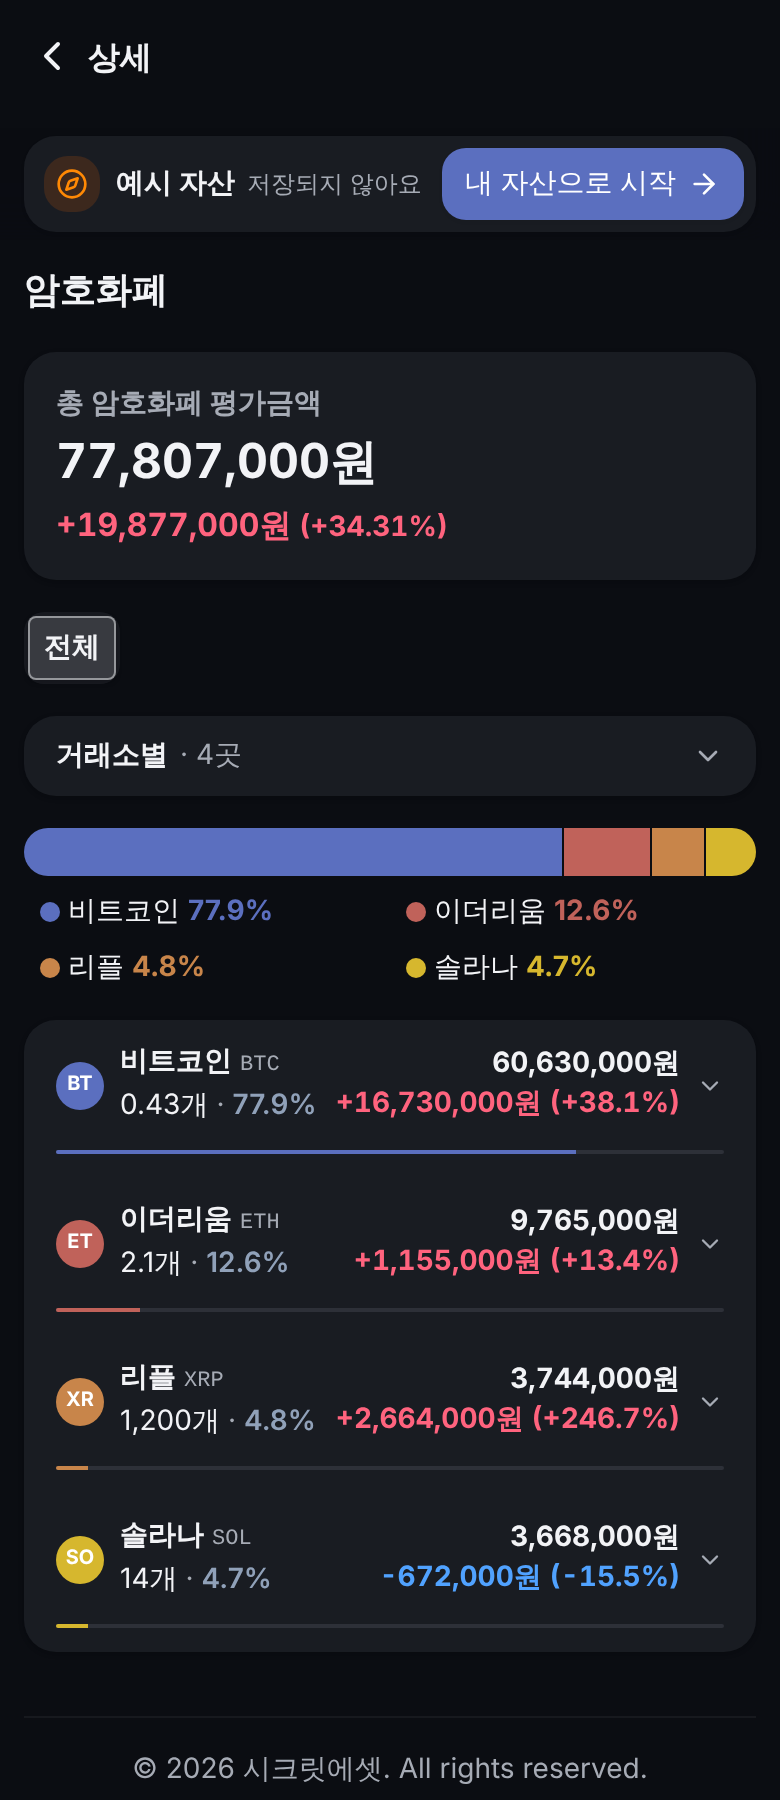 상세
예시 자산 저장되지 않아요 내 자산으로 시작
암호화폐
총 암호화폐 평가금액
77,807,000원
+19,877,000원 (+34.31%)
전체
거래소별 · 4곳
비트코인 77.9% 이더리움 12.6%
리플 4.8% 솔라나 4.7%
BT 비트코인 BTC 60,630,000원
0.43개 · 77.9% +16,730,000원 (+38.1%)
ET 이더리움 ETH 9,765,000원
2.1개 · 12.6% +1,155,000원 (+13.4%)
XR 리플 XRP 3,744,000원
1,200개 · 4.8% +2,664,000원 (+246.7%)
SO 솔라나 SOL 3,668,000원
14개 · 4.7% -672,000원 (-15.5%)
© 2026 시크릿에셋. All rights reserved.